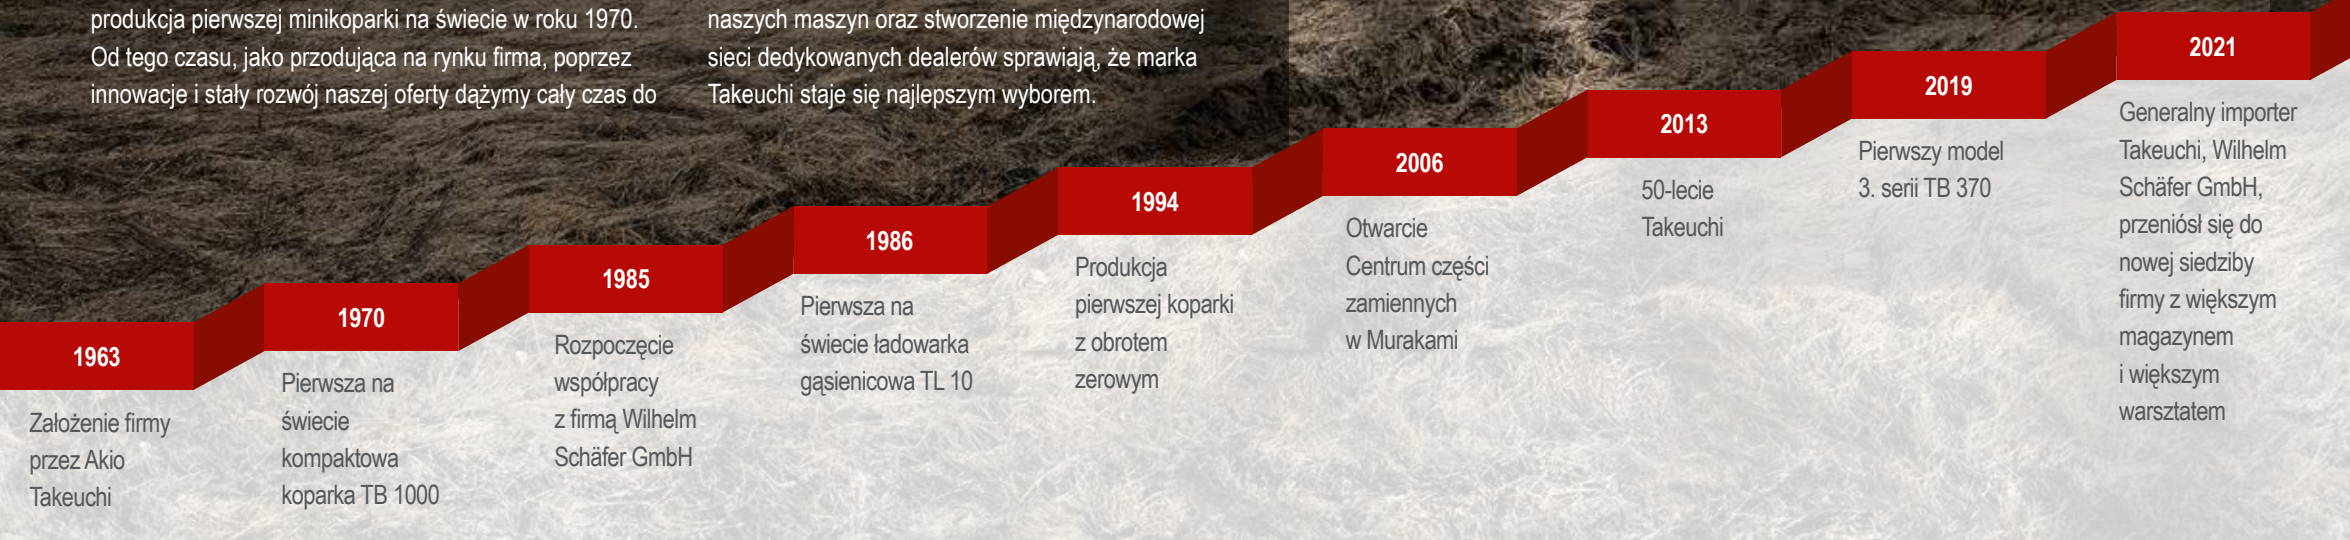 produkcja pierwszej minikoparki na świecie w roku 1970.
Od tego czasu, jako przodująca na rynku firma, poprzez
innowacje i stały rozwój naszej oferty dążymy cały czas do
naszych maszyn oraz stworzenie międzynarodowej
sieci dedykowanych dealerów sprawiają, że marka
Takeuchi staje się najlepszym wyborem.
1963
Założenie firmy
przez Akio
Takeuchi
1970
Pierwsza na
świecie
kompaktowa
koparka TB 1000
1985
Rozpoczęcie
współpracy
z firmą Wilhelm
Schäfer GmbH
1986
Pierwsza na
świecie ładowarka
gąsienicowa TL 10
1994
Produkcja
pierwszej koparki
z obrotem
zerowym
2006
Otwarcie
Centrum części
zamiennych
w Murakami
2013
50-lecie
Takeuchi
2019
Pierwszy model
3. serii TB 370
2021
Generalny importer
Takeuchi, Wilhelm
Schäfer GmbH,
przeniósł się do
nowej siedziby
firmy z większym
magazynem
i większym
warsztatem